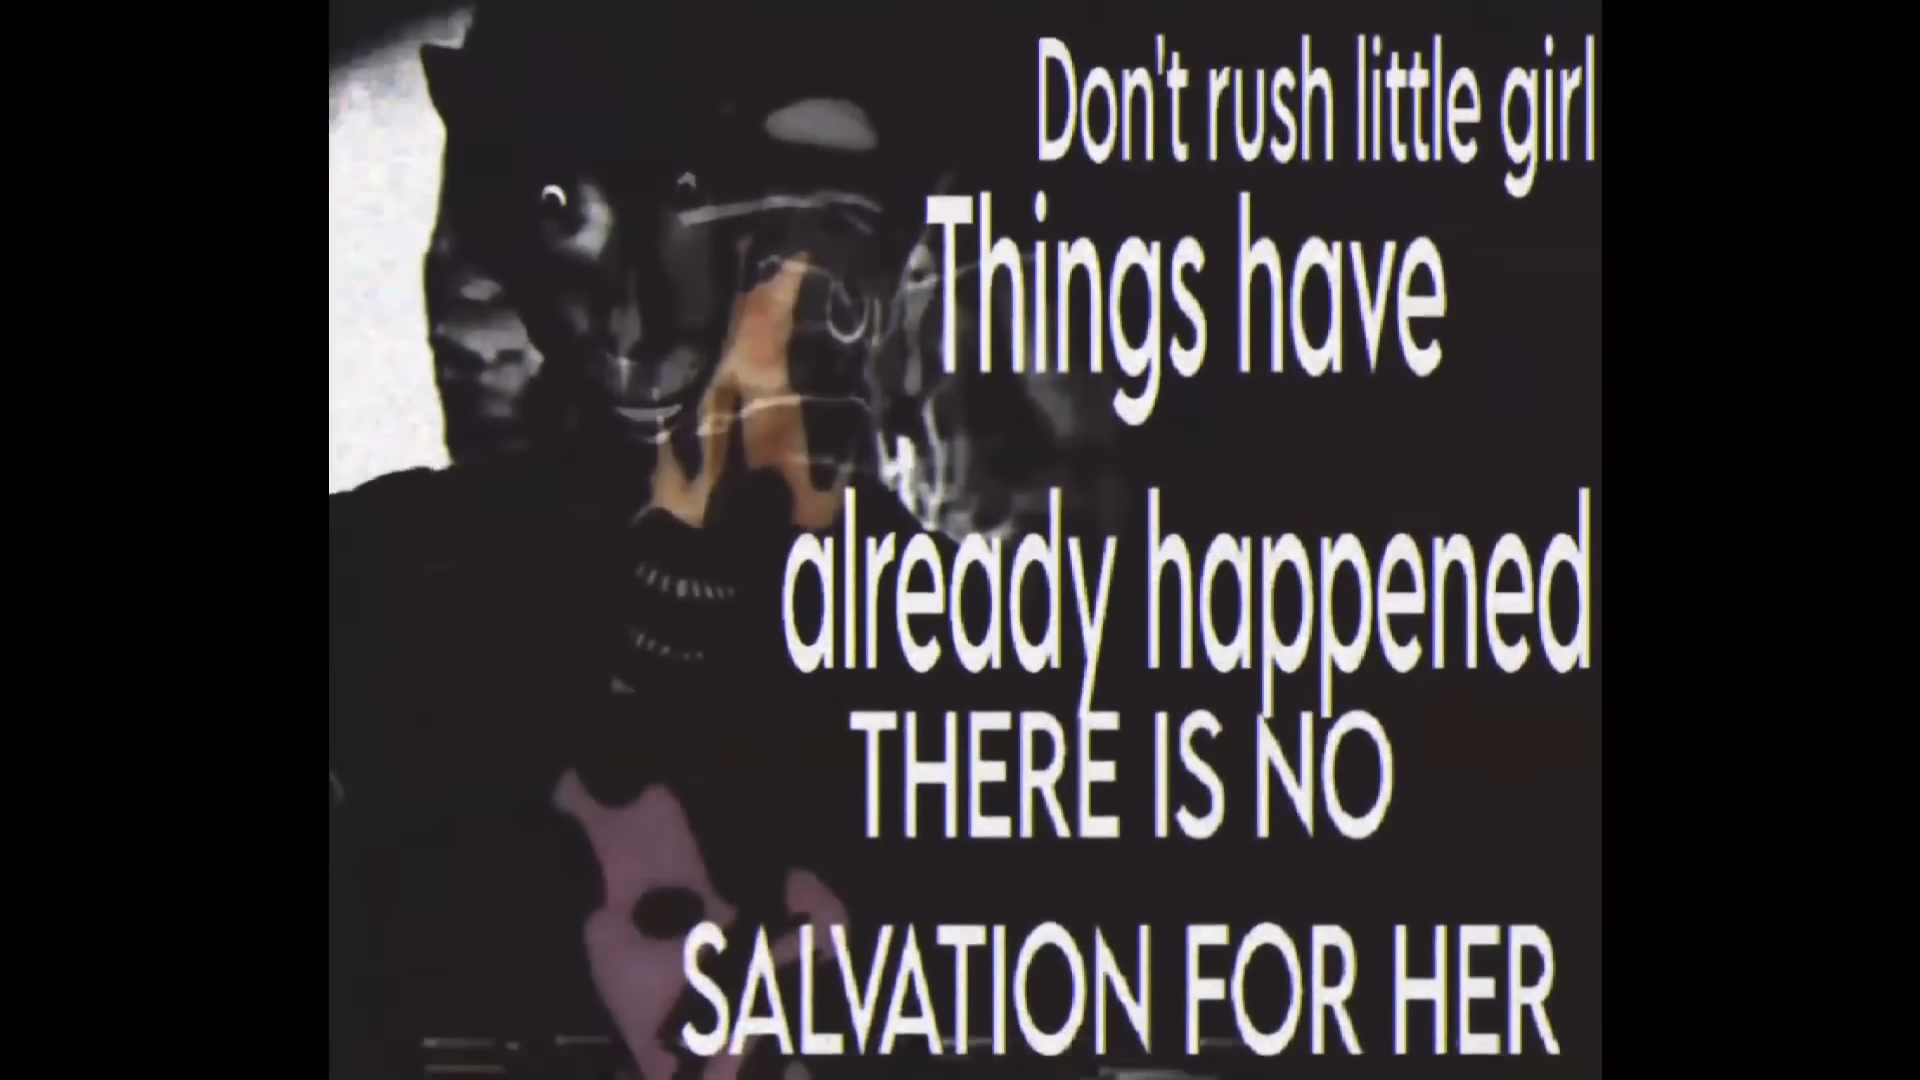 Don't rush little girl
Things have
already happened
THERE IS NO
SALVATION FOR HER